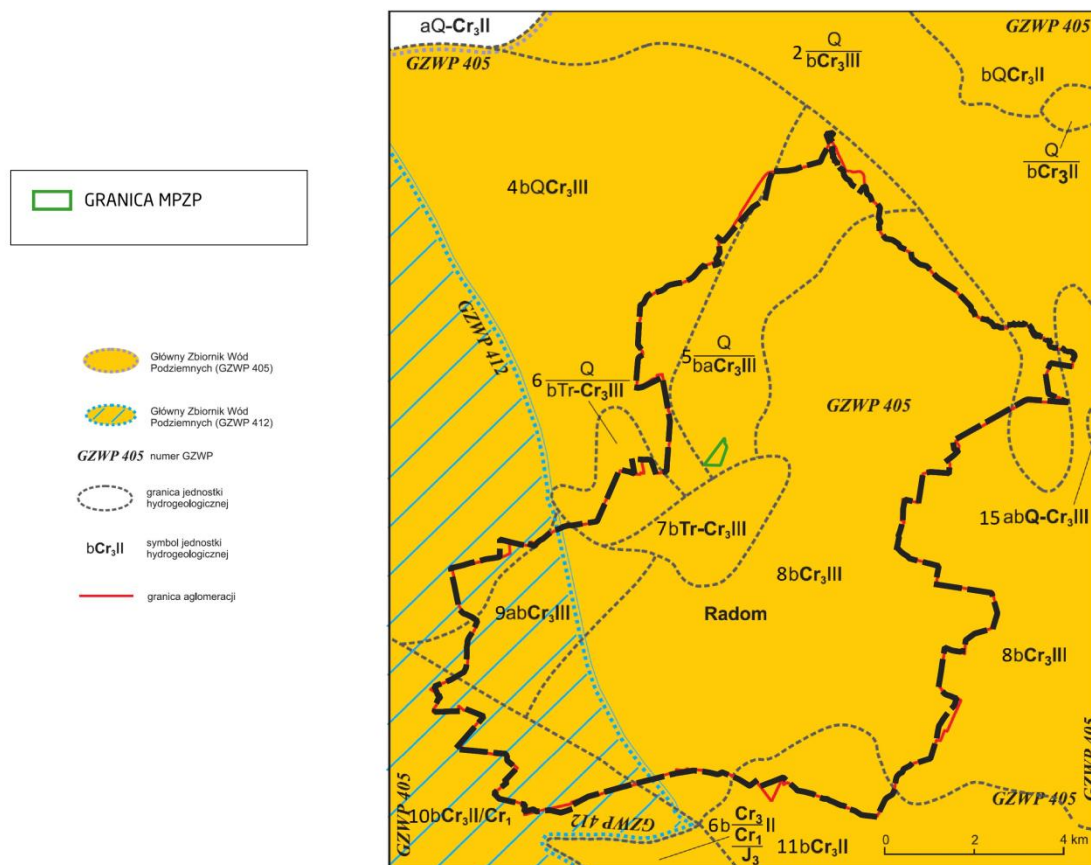 GRANICA MPZP
Główny Zbiornik Wód
Podziemnych (GZWP 405)
Główny Zbiornik Wód
Podziemnych (GZWP 412)
GZWP 405 numer GZWP
granica jednostki
hydrogeologicznej
bCr₃II symbol jednostki
hydrogeologicznej
granica aglomeracji
aQ-Cr₃II
GZWP 405
2 Q
bCr₃III
GZWP 405
bQCr₃II
Q
bCr₃II
4bQCr₃III
GZWP 412
5 Q
baCr₃III
6 Q
bTr-Cr₃III
GZWP 405
7bTr-Cr₃III
15abQ-Cr₃III
8bCr₃III
9abCr₃III
Radom
8bCr₃III
GZWP 405
GZWP 405
GZWP 405
10bCr₃II/Cr₁
GZWP 412
6b Cr₃ II
Cr₁
J₃
11bCr₃II
0 2 4 km